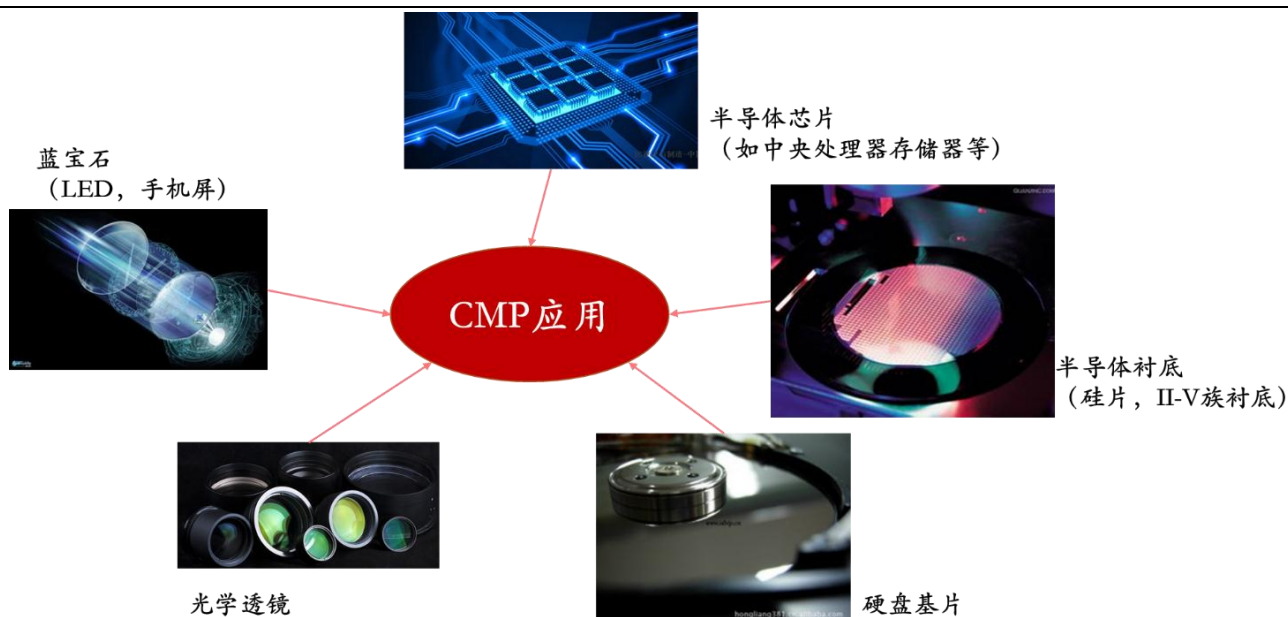 半导体芯片
（如中央处理器存储器等）
蓝宝石
（LED，手机屏）
CMP应用
半导体衬底
（硅片，II-V族衬底）
光学透镜
硬盘基片